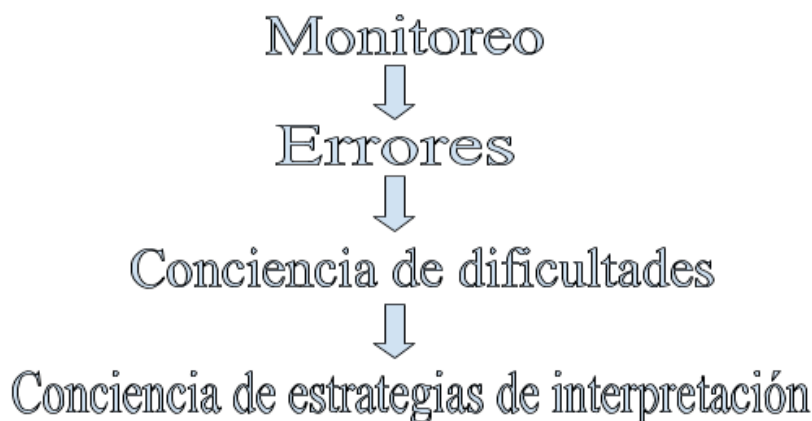 Monitoreo
Errores
Conciencia de dificultades
Conciencia de estrategias de interpretación